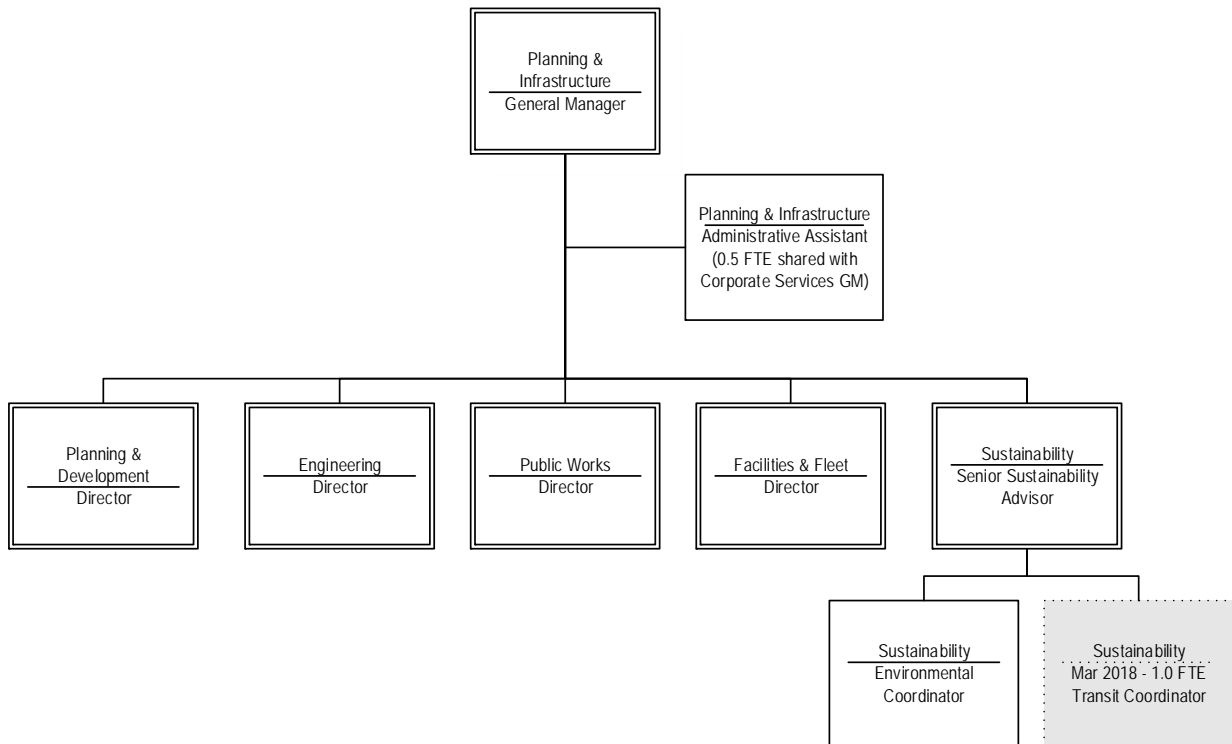 Planning &
Infrastructure
General Manager
Planning & Infrastructure
Administrative Assistant
(0.5 FTE shared with
Corporate Services GM)
Planning &
Development
Director
Engineering
Director
Public Works
Director
Facilities & Fleet
Director
Sustainability
Senior Sustainability
Advisor
Sustainability
Environmental
Coordinator
Sustainability
Mar 2018 - 1.0 FTE
Transit Coordinator